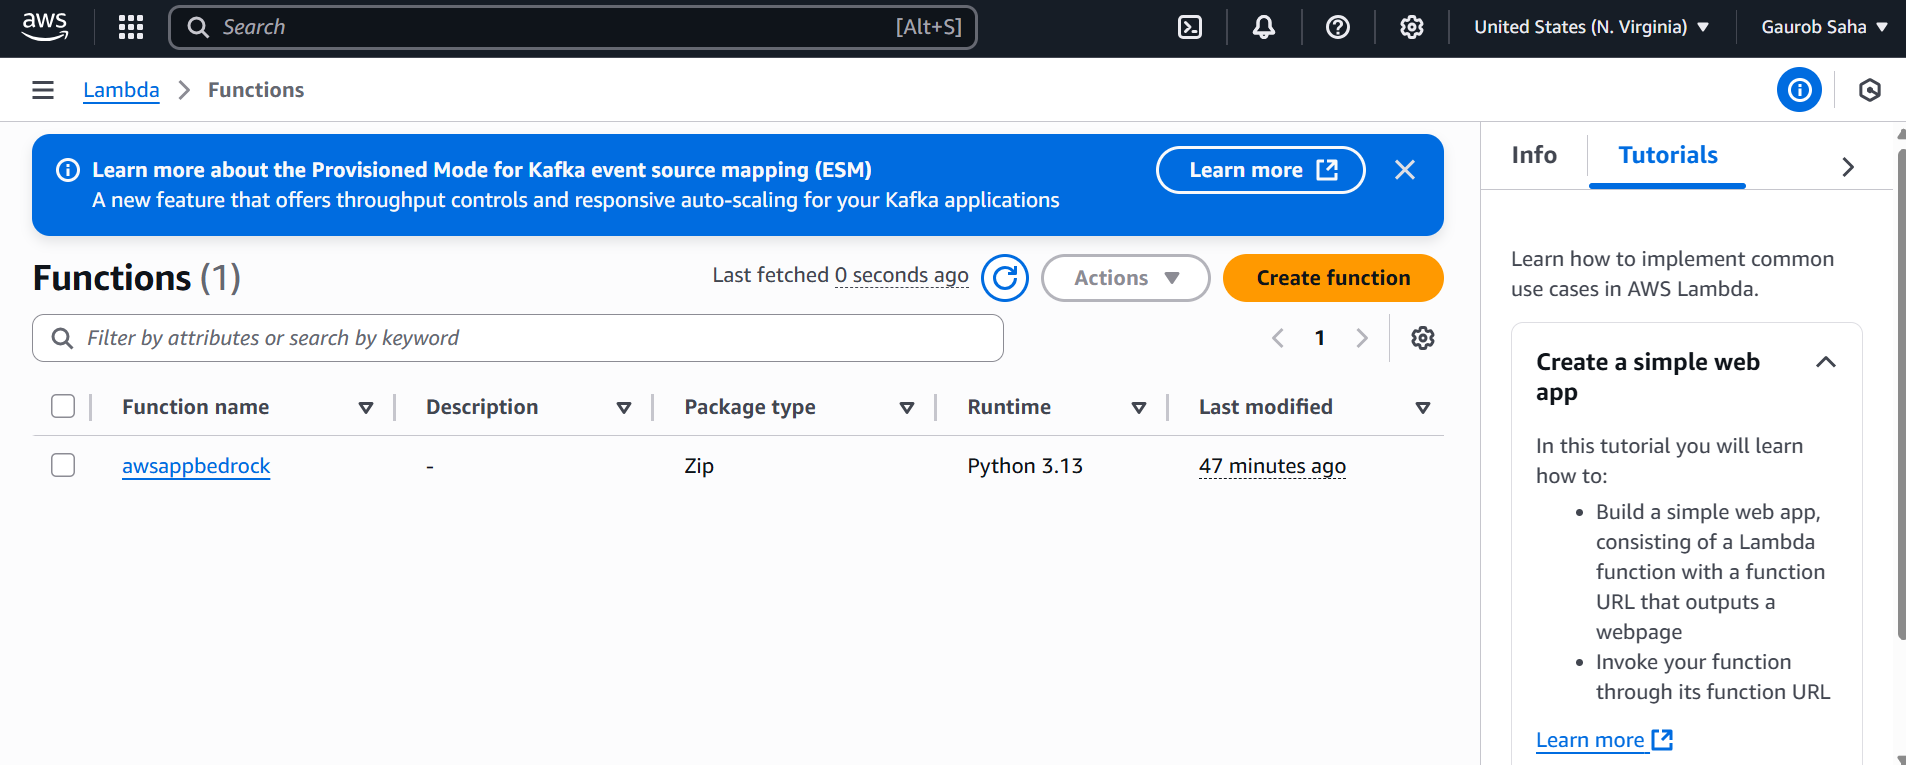 aws
Search [Alt+S]
United States (N. Virginia)
Gaurob Saha
Lambda
Functions
Learn more about the Provisioned Mode for Kafka event source mapping (ESM)
A new feature that offers throughput controls and responsive auto-scaling for your Kafka applications
Learn more
Functions (1)
Last fetched 0 seconds ago
Actions
Create function
Filter by attributes or search by keyword
1
Function name Description Package type Runtime Last modified
awsappbedrock - Zip Python 3.13 47 minutes ago
Info
Tutorials
Learn how to implement common
use cases in AWS Lambda.
Create a simple web
app
In this tutorial you will learn
how to:
• Build a simple web app,
consisting of a Lambda
function with a function
URL that outputs a
webpage
• Invoke your function
through its function URL
Learn more